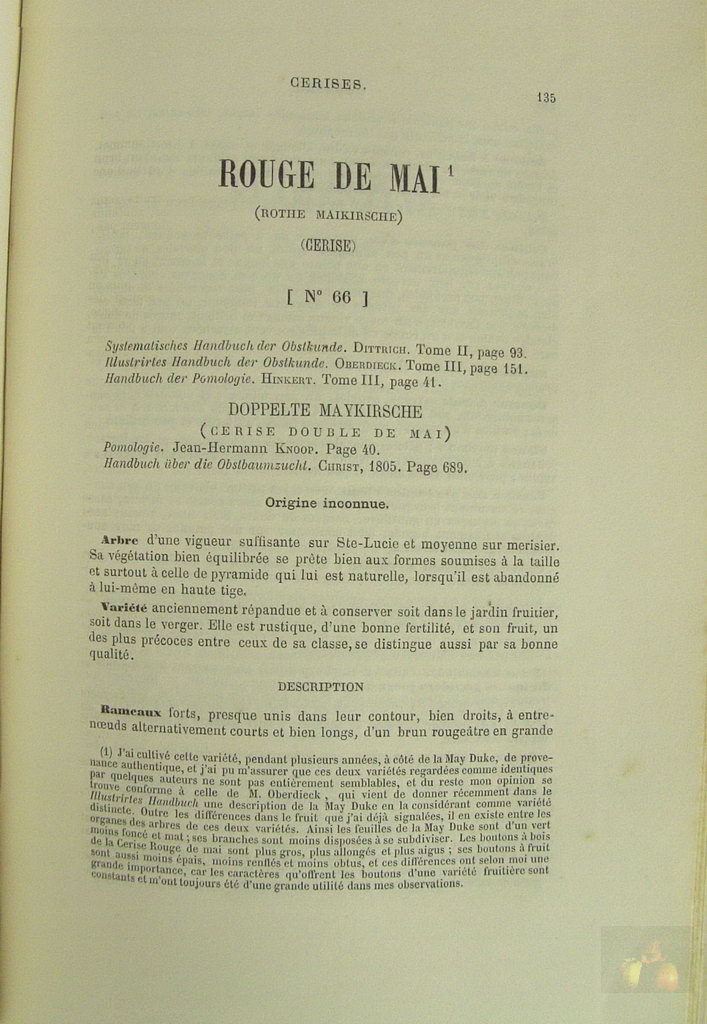 CERISES.
135
ROUGE DE MAI 1
(ROTHE MAIKIRSCHE)
(CERISE)
[ N° 66 ]
Systematisches Handbuch der Obstkunde. DITTRICH. Tome II, page 93.
Illustrirtes Handbuch der Obstkunde. OBERDIECK. Tome III, page 151.
Handbuch der Pomologie. HINKERT. Tome III, page 41.
DOPPELTE MAYKIRSCHE
(CERISE DOUBLE DE MAI)
Pomologie. Jean-Hermann KNOOP. Page 40.
Handbuch über die Obstbaumzucht. CHRIST, 1805. Page 689.
Origine inconnue.
Arbre d'une vigueur suffisante sur Ste-Lucie et moyenne sur merisier.
Sa végétation bien équilibrée se prête bien aux formes soumises à la taille
et surtout à celle de pyramide qui lui est naturelle, lorsqu'il est abandonné
à lui-même en haute tige.
Variété anciennement répandue et à conserver soit dans le jardin fruitier,
soit dans le verger. Elle est rustique, d'une bonne fertilité, et son fruit, un
des plus précoces entre ceux de sa classe, se distingue aussi par sa bonne
qualité.
DESCRIPTION
Rameaux forts, presque unis dans leur contour, bien droits, à entre-
nœuds alternativement courts et bien longs, d'un brun rougeâtre en grande
(1) J'ai cultivé cette variété, pendant plusieurs années, à côté de la May Duke, de prove-
nance authentique, et j'ai pu m'assurer que ces deux variétés regardées comme identiques
par quelques auteurs ne sont pas entièrement semblables, et du reste mon opinion se
trouve conforme à celle de M. Oberdieck, qui vient de donner récemment dans le
Illustrirtes Handbuch une description de la May Duke en la considérant comme variété
distincte. Outre les différences dans le fruit que j'ai déjà signalées, il en existe entre les
organes des arbres de ces deux variétés. Ainsi les feuilles de la May Duke sont d'un vert
moins foncé et mat ; ses branches sont moins disposées à se subdiviser. Les boutons à bois
de la Cerise Rouge de mai sont plus gros, plus allongés et plus aigus ; ses boutons à fruit
sont aussi moins épais, moins renflés et moins obtus, et ces différences ont selon moi une
grande importance, car les caractères qu'offrent les boutons d'une variété fruitière sont
constants et m'ont toujours été d'une grande utilité dans mes observations.